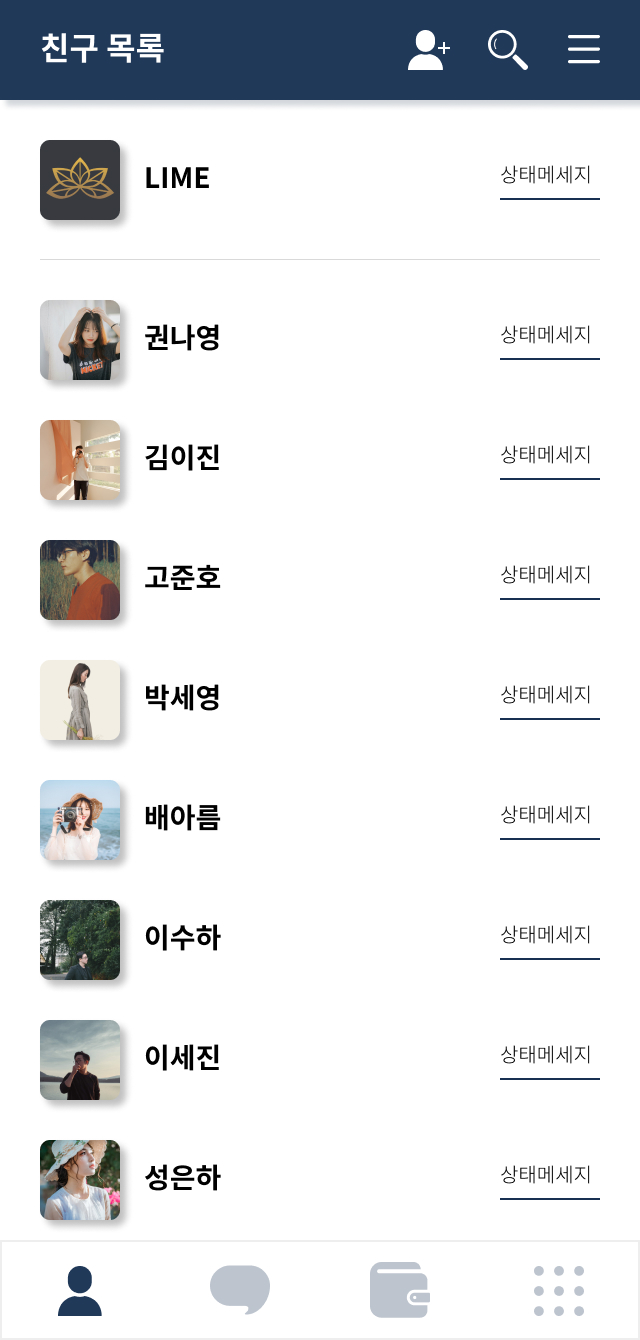 친구 목록
LIME 상태메세지
권나영 상태메세지
김이진 상태메세지
고준호 상태메세지
박세영 상태메세지
배아름 상태메세지
이수하 상태메세지
이세진 상태메세지
성은하 상태메세지